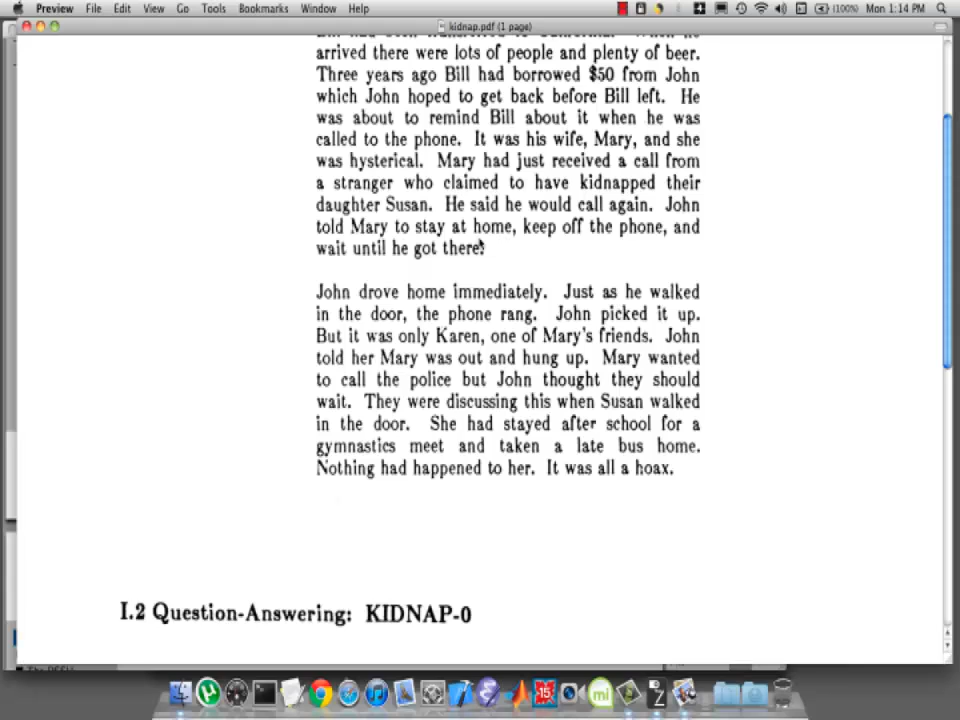 Preview File Edit View Go Tools Bookmarks Window Help (100%) Mon 1:14 PM
kidnap.pdf (1 page)
arrived there were lots of people and plenty of beer.
Three years ago Bill had borrowed $50 from John
which John hoped to get back before Bill left. He
was about to remind Bill about it when he was
called to the phone. It was his wife, Mary, and she
was hysterical. Mary had just received a call from
a stranger who claimed to have kidnapped their
daughter Susan. He said he would call again. John
told Mary to stay at home, keep off the phone, and
wait until he got there.
John drove home immediately. Just as he walked
in the door, the phone rang. John picked it up.
But it was only Karen, one of Mary's friends. John
told her Mary was out and hung up. Mary wanted
to call the police but John thought they should
wait. They were discussing this when Susan walked
in the door. She had stayed after school for a
gymnastics meet and taken a late bus home.
Nothing had happened to her. It was all a hoax.
I.2 Question-Answering: KIDNAP-0
15 mi Z